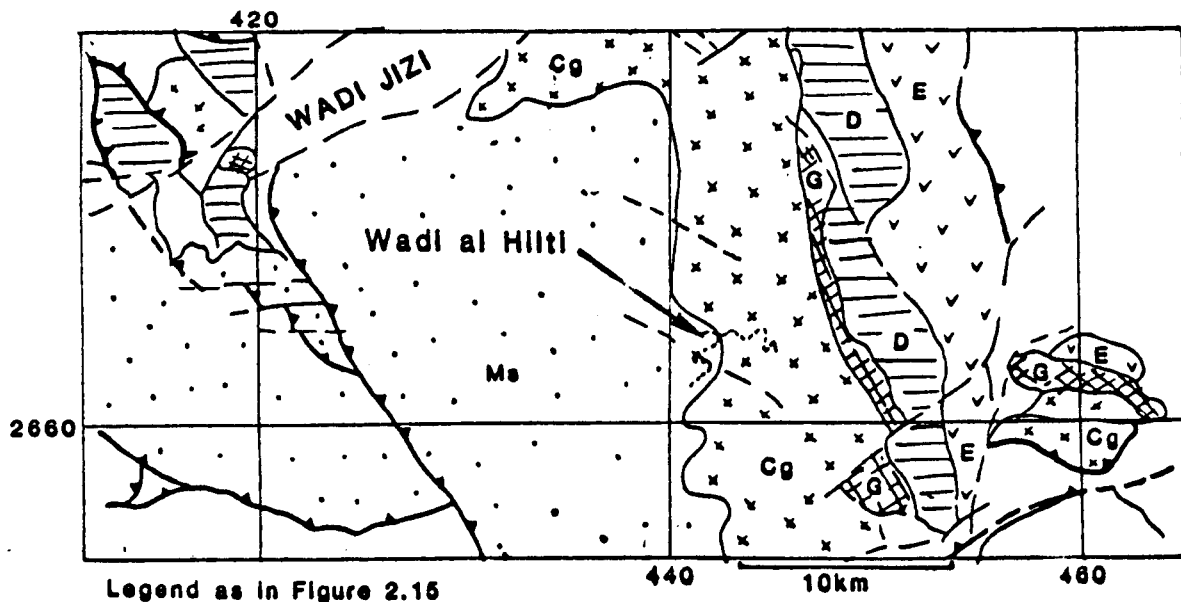 420
WADI JIZI
Cg
E
D
G
Wadi al Hilti
D
E
G
Ms
2660
Cg
E
Cg
G
440
10km
460
Legend as in Figure 2.15